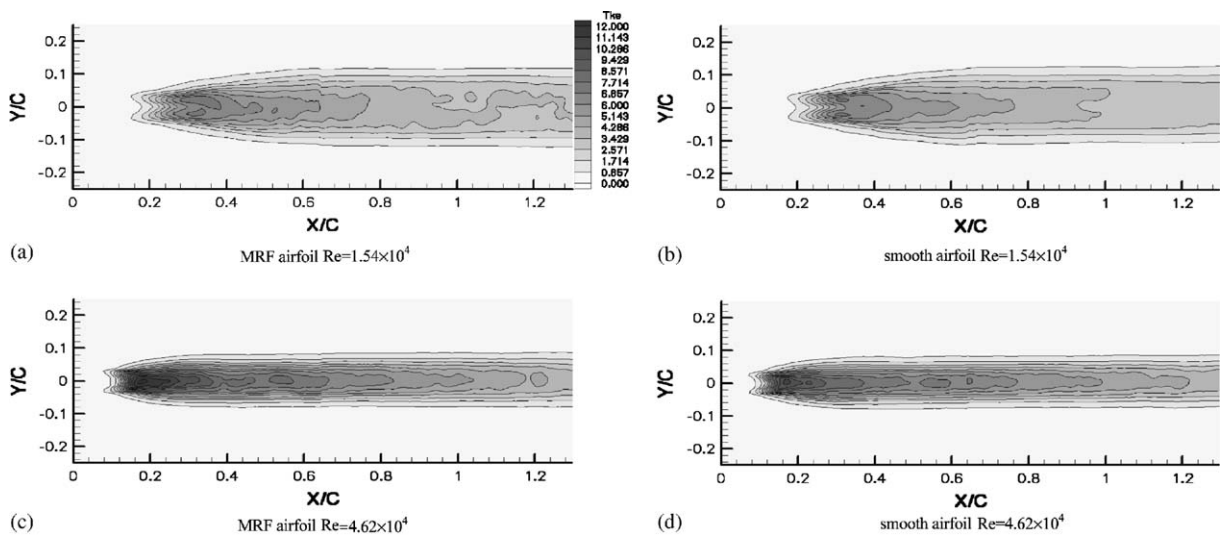 Tke
12.000
11.143
10.286
9.429
8.571
7.714
6.857
6.000
5.143
4.286
3.429
2.571
1.714
0.857
0.000
Y/C
0.2
0.1
0
-0.1
-0.2
0 0.2 0.4 0.6 0.8 1 1.2
X/C
(a) MRF airfoil Re=1.54×10⁴
Y/C
0.2
0.1
0
-0.1
-0.2
0 0.2 0.4 0.6 0.8 1 1.2
X/C
(b) smooth airfoil Re=1.54×10⁴
Y/C
0.2
0.1
0
-0.1
-0.2
0 0.2 0.4 0.6 0.8 1 1.2
X/C
(c) MRF airfoil Re=4.62×10⁴
Y/C
0.2
0.1
0
-0.1
-0.2
0 0.2 0.4 0.6 0.8 1 1.2
X/C
(d) smooth airfoil Re=4.62×10⁴